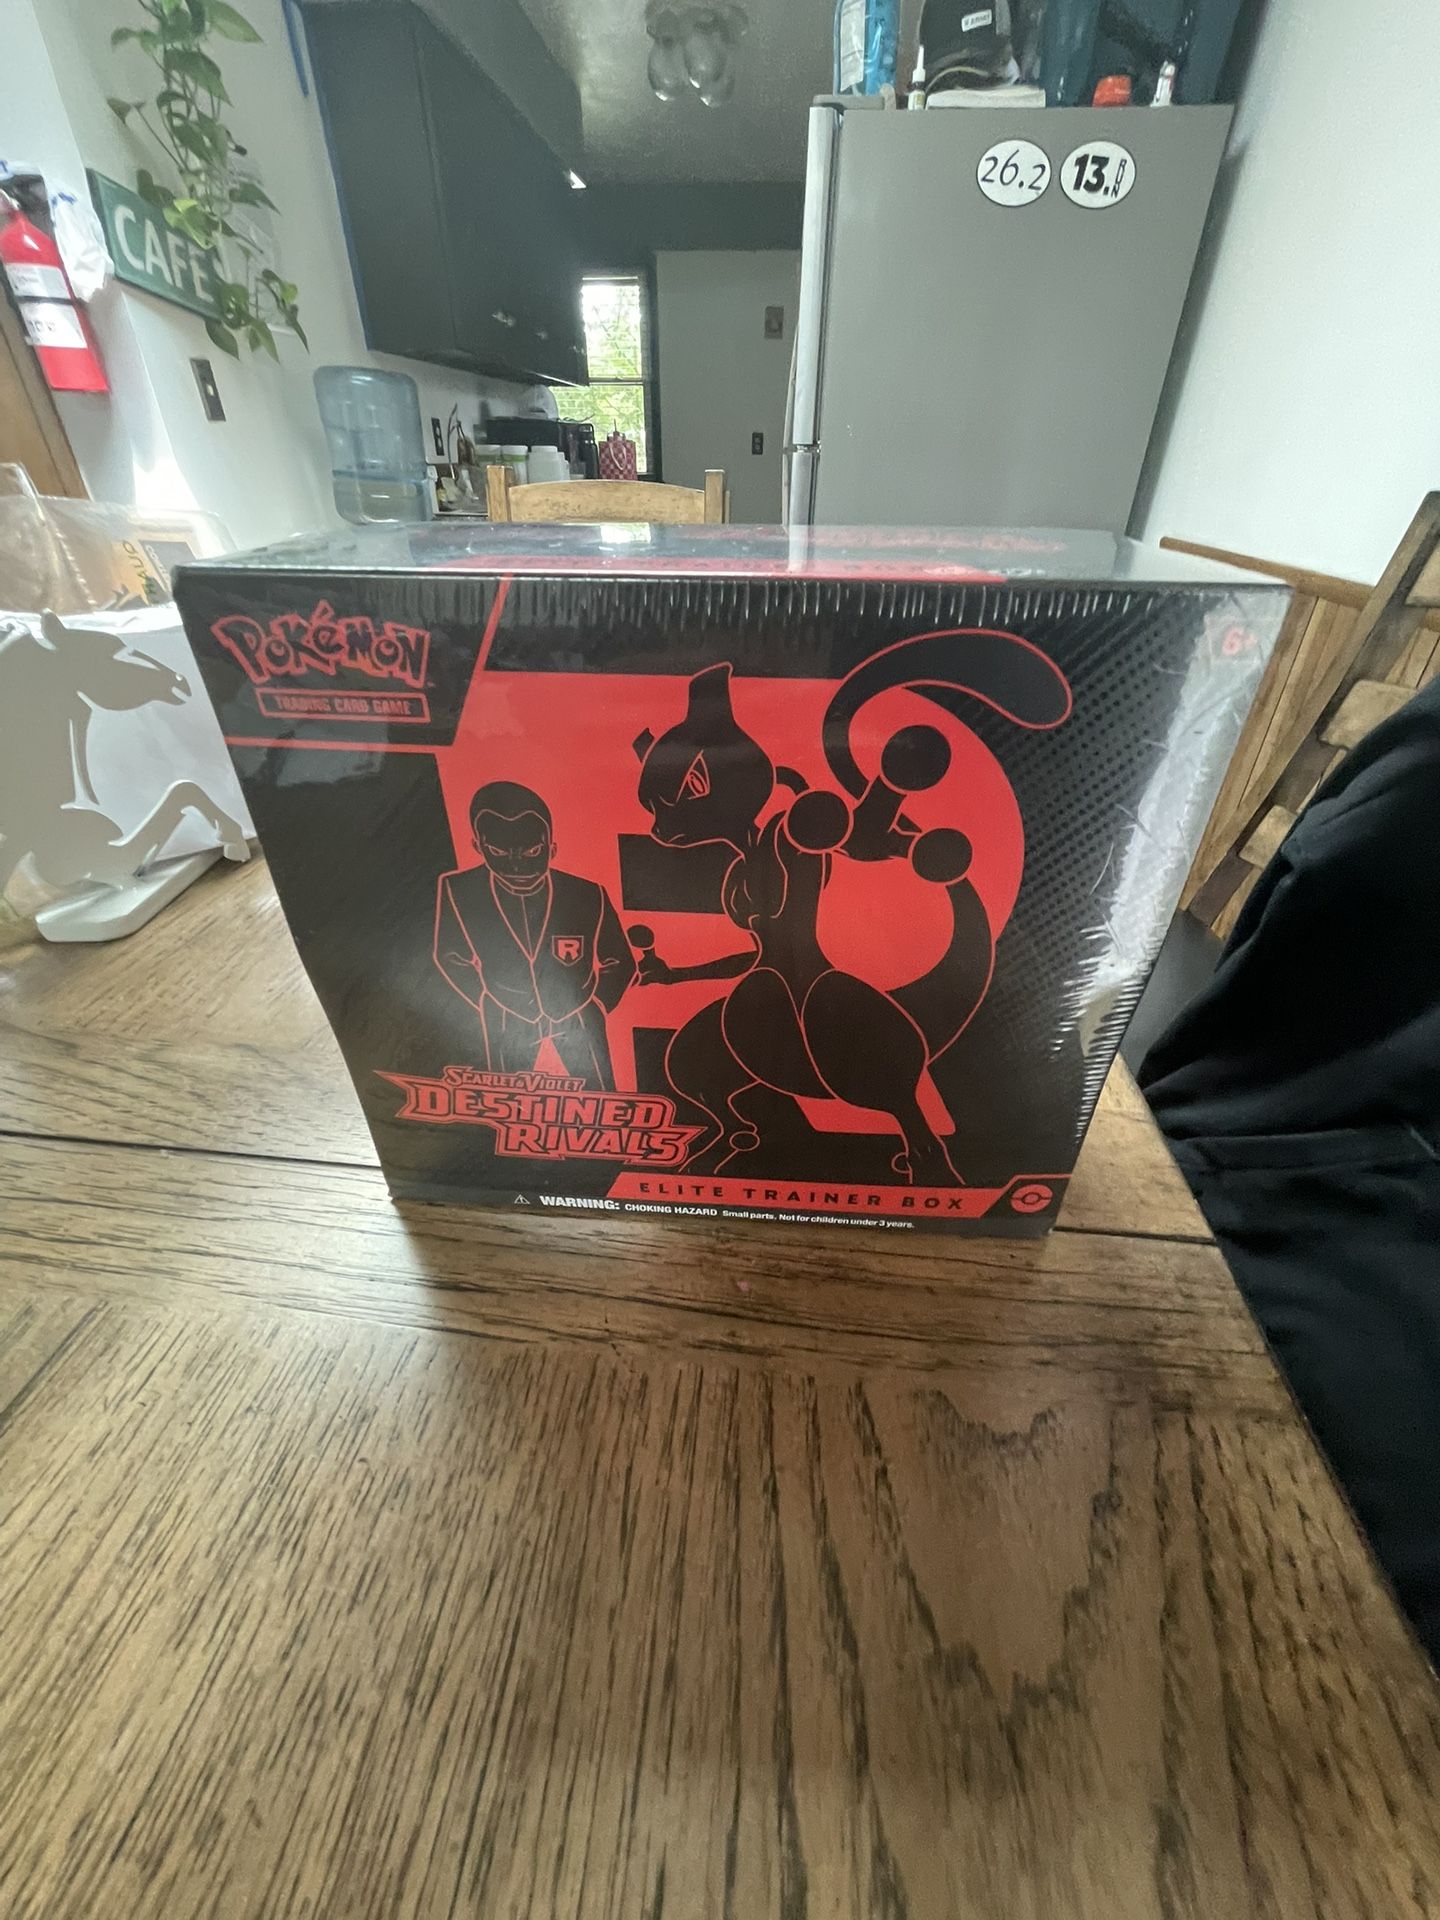 CAFE
26.2
13.RUN
POKéMON
TRADING CARD GAME
6+
R
SCARLET & VIOLET
DESTINED
RIVALS
ELITE TRAINER BOX
WARNING: CHOKING HAZARD Small parts. Not for children under 3 years.